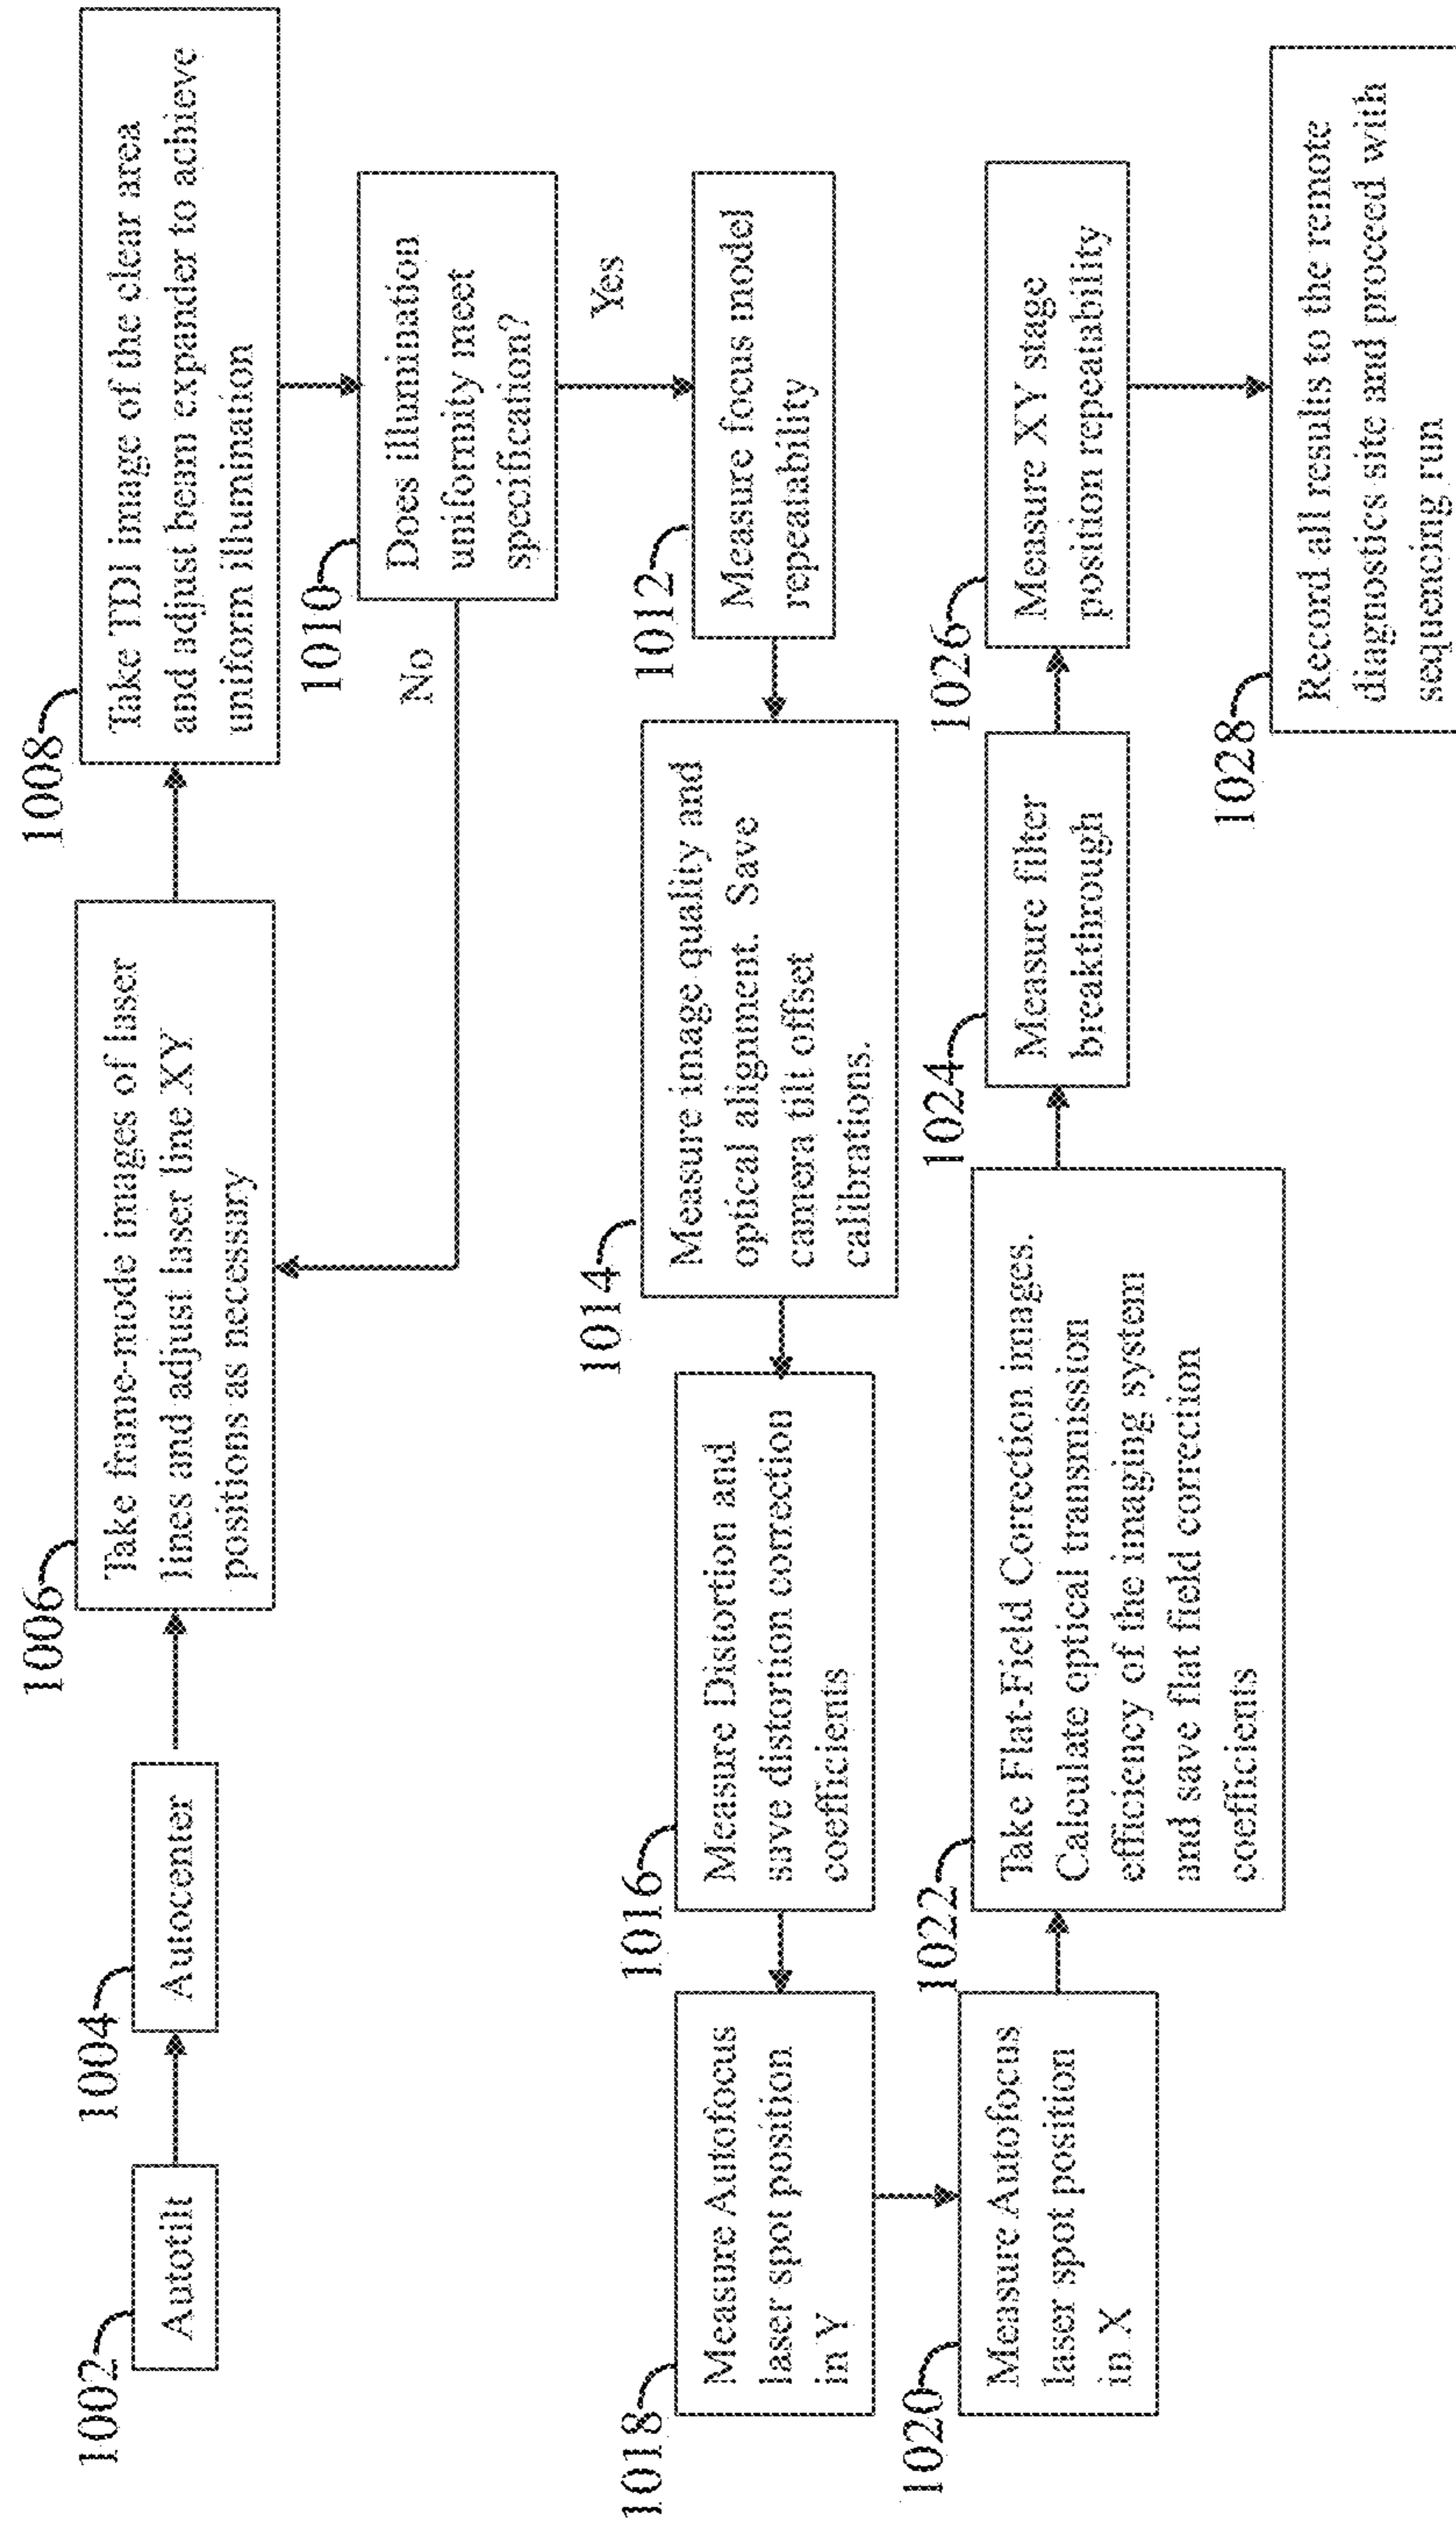 1002
Autotilt
1004
Autocenter
1006
Take frame-mode images of laser
lines and adjust laser line XY
positions as necessary
1008
Take TDI image of the clear area
and adjust beam expander to achieve
uniform illumination
1010
Does illumination
uniformity meet
specification?
No
Yes
1012
Measure focus model
repeatability
1014
Measure image quality and
optical alignment. Save
camera tilt offset
calibrations.
1016
Measure Distortion and
save distortion correction
coefficients
1018
Measure Autofocus
laser spot position
in Y
1020
Measure Autofocus
laser spot position
in X
1022
Take Flat-Field Correction images.
Calculate optical transmission
efficiency of the imaging system
and save flat field correction
coefficients
1024
Measure filter
breakthrough
1026
Measure XY stage
position repeatability
1028
Record all results to the remote
diagnostics site and proceed with
sequencing run